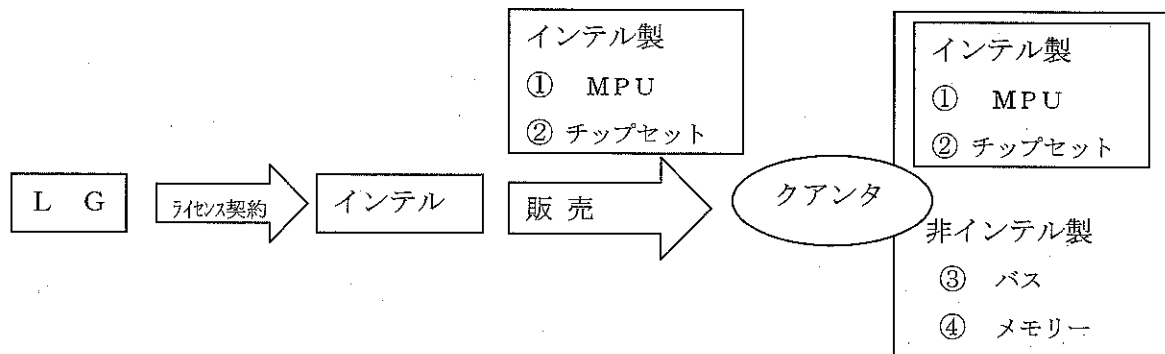 インテル製
① MPU
② チップセット
インテル製
① MPU
② チップセット
L G
ライセンス契約
インテル
販 売
クアンタ
非インテル製
③ バス
④ メモリー